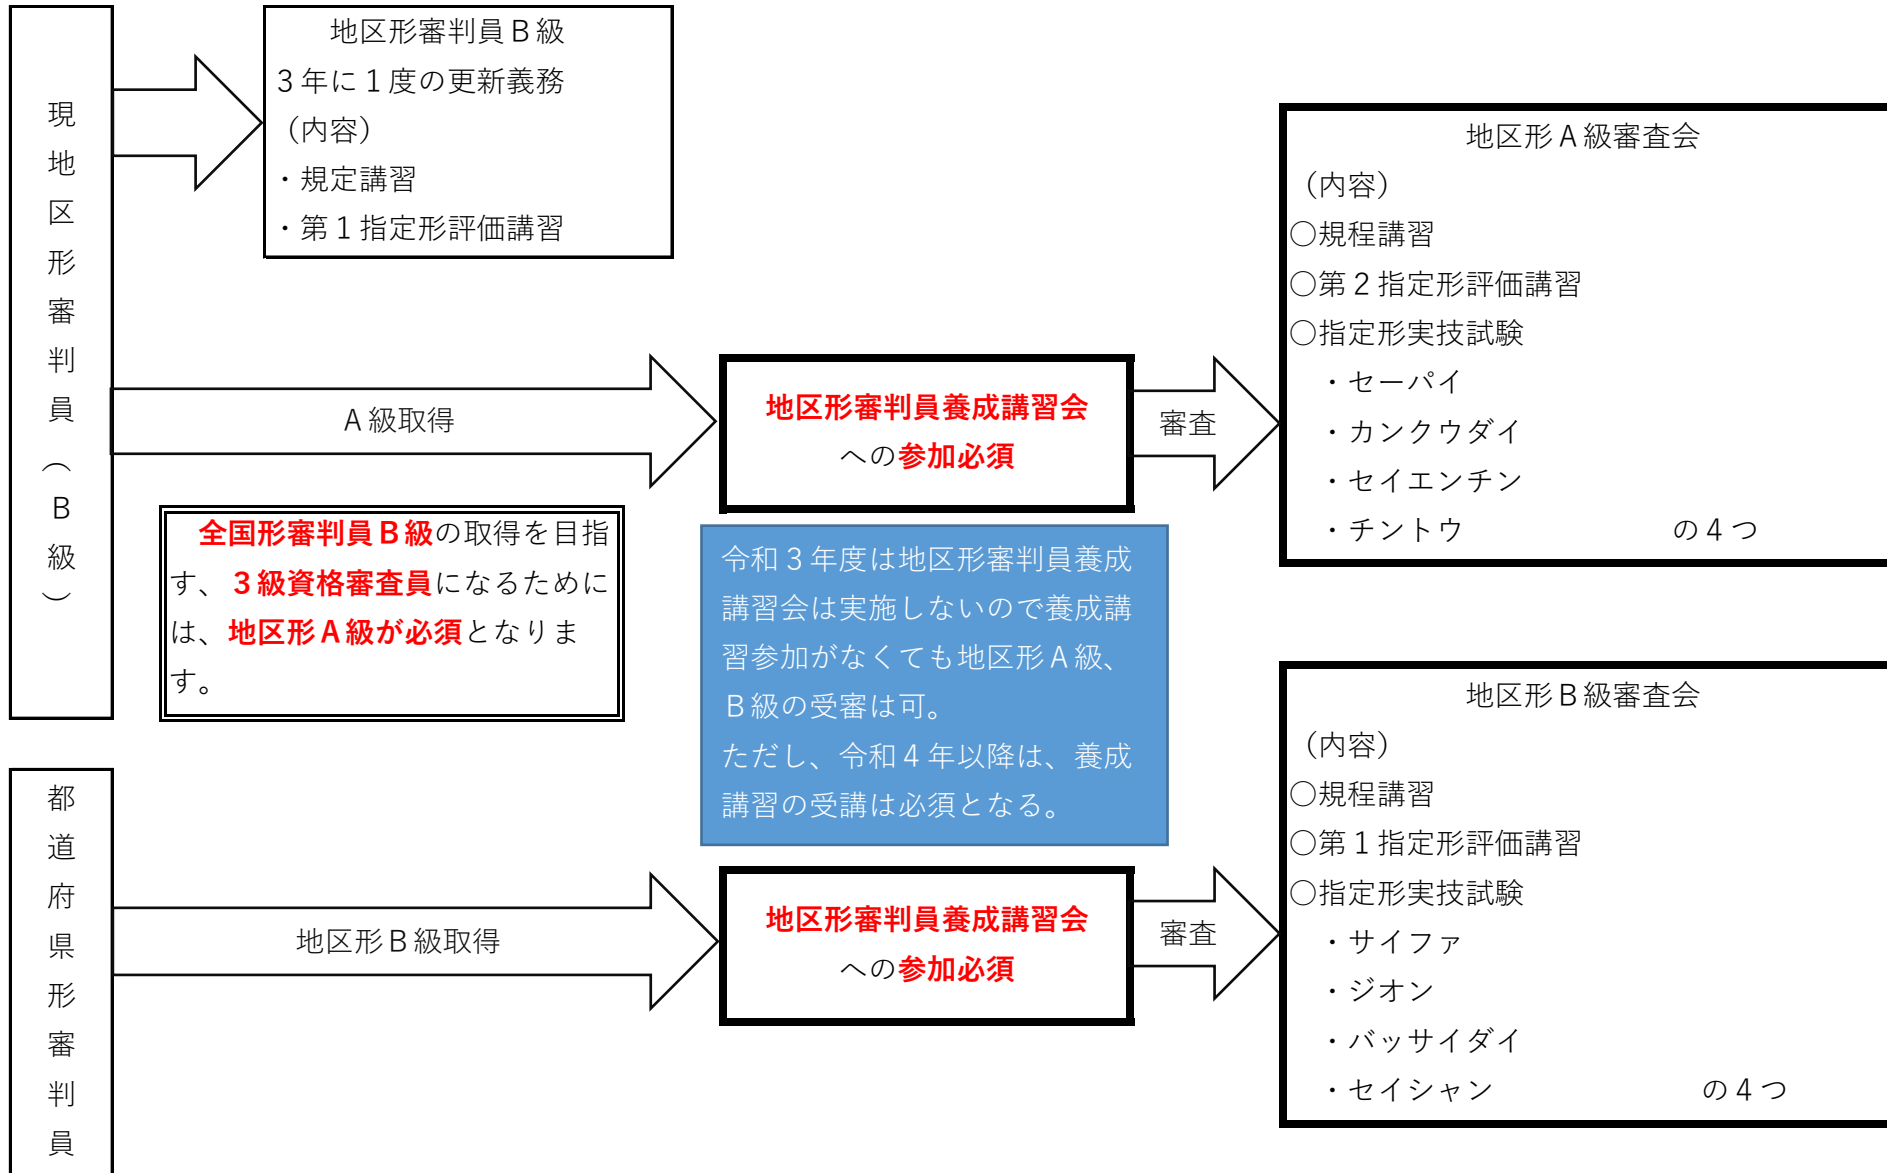 現地区形審判員（Ｂ級）
地区形審判員Ｂ級
３年に１度の更新義務
（内容）
・規定講習
・第１指定形評価講習
Ａ級取得
地区形審判員養成講習会
への参加必須
審査
地区形Ａ級審査会
（内容）
○規程講習
○第２指定形評価講習
○指定形実技試験
・セーパイ
・カンクウダイ
・セイエンチン
・チントウ　の４つ
全国形審判員Ｂ級の取得を目指
す、３級資格審査員になるために
は、地区形Ａ級が必須となりま
す。
令和３年度は地区形審判員養成
講習会は実施しないので養成講
習参加がなくても地区形Ａ級、
Ｂ級の受審は可。
ただし、令和４年以降は、養成
講習の受講は必須となる。
都道府県形審判員
地区形Ｂ級取得
地区形審判員養成講習会
への参加必須
審査
地区形Ｂ級審査会
（内容）
○規程講習
○第１指定形評価講習
○指定形実技試験
・サイファ
・ジオン
・バッサイダイ
・セイシャン　の４つ